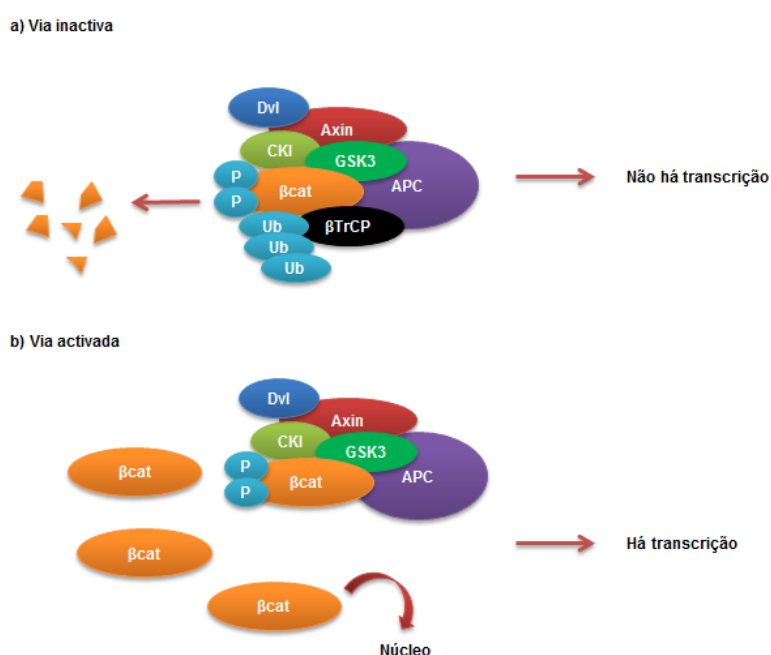 a) Via inactiva
Dvl
Axin
CKI
GSK3
P
βcat
APC
P
Ub
βTrCP
Ub
Ub
Não há transcrição
b) Via activada
Dvl
Axin
CKI
GSK3
P
βcat
APC
P
βcat
βcat
βcat
Núcleo
Há transcrição